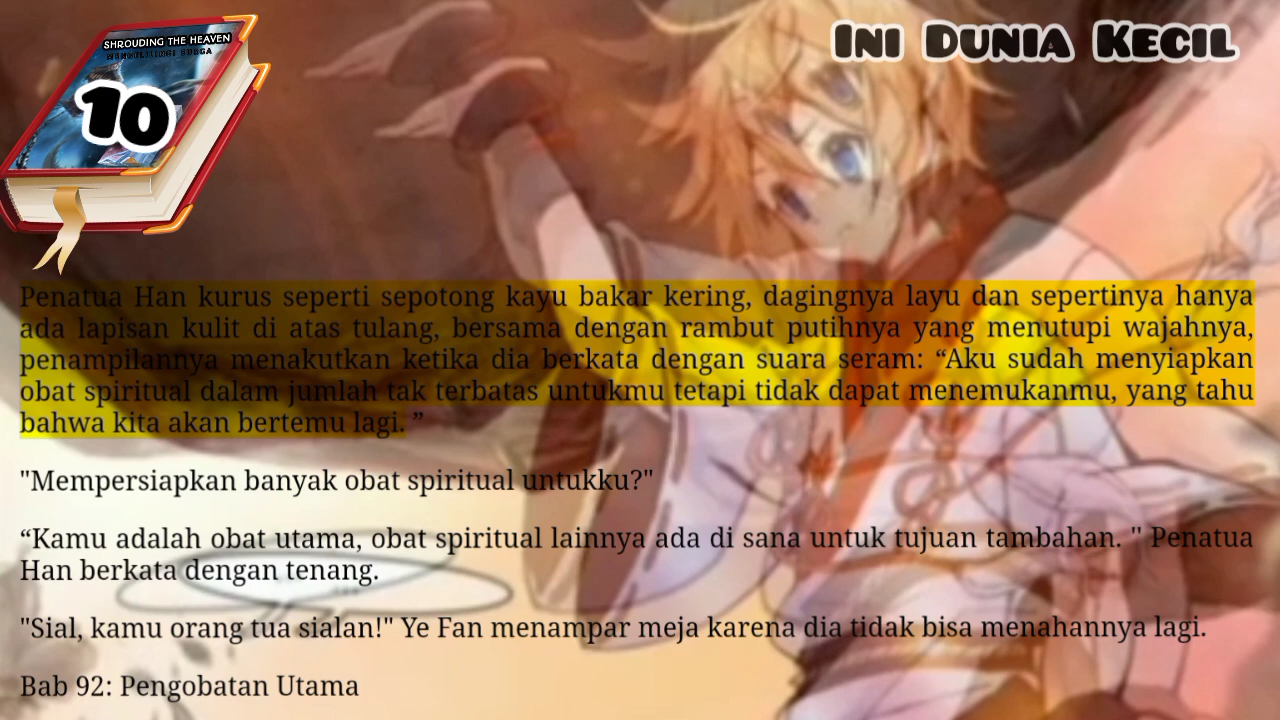 SHROUDING THE HEAVEN
10
Ini Dunia Kecil
Penatua Han kurus seperti sepotong kayu bakar kering, dagingnya layu dan sepertinya hanya
ada lapisan kulit di atas tulang, bersama dengan rambut putihnya yang menutupi wajahnya,
penampilannya menakutkan ketika dia berkata dengan suara seram: “Aku sudah menyiapkan
obat spiritual dalam jumlah tak terbatas untukmu tetapi tidak dapat menemukanmu, yang tahu
bahwa kita akan bertemu lagi. ”
"Mempersiapkan banyak obat spiritual untukku?"
“Kamu adalah obat utama, obat spiritual lainnya ada di sana untuk tujuan tambahan. " Penatua
Han berkata dengan tenang.
"Sial, kamu orang tua sialan!" Ye Fan menampar meja karena dia tidak bisa menahannya lagi.
Bab 92: Pengobatan Utama